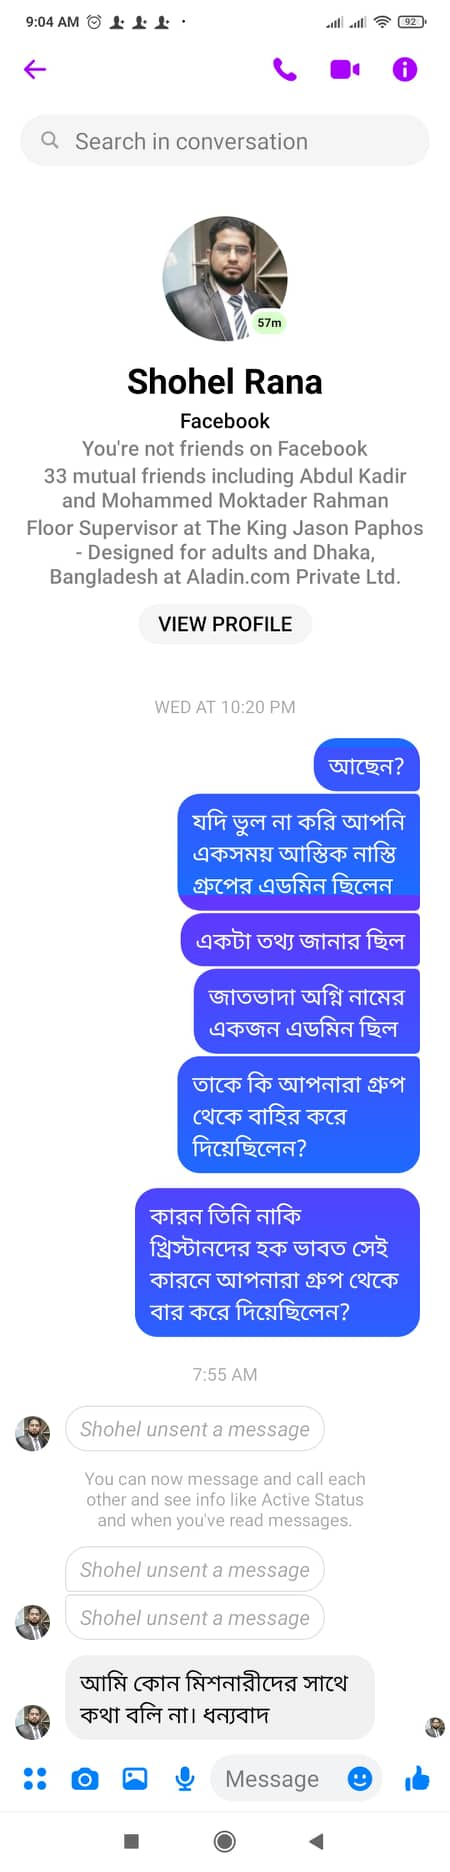 9:04 AM
92
Search in conversation
57m
Shohel Rana
Facebook
You're not friends on Facebook
33 mutual friends including Abdul Kadir
and Mohammed Moktader Rahman
Floor Supervisor at The King Jason Paphos
- Designed for adults and Dhaka,
Bangladesh at Aladin.com Private Ltd.
VIEW PROFILE
WED AT 10:20 PM
আছেন?
যদি ভুল না করি আপনি
একসময় আস্তিক নাস্তি
গ্রুপের এডমিন ছিলেন
একটা তথ্য জানার ছিল
জাতভাদা অগ্নি নামের
একজন এডমিন ছিল
তাকে কি আপনারা গ্রুপ
থেকে বাহির করে
দিয়েছিলেন?
কারন তিনি নাকি
খ্রিস্টানদের হক ভাবত সেই
কারনে আপনারা গ্রুপ থেকে
বার করে দিয়েছিলেন?
7:55 AM
Shohel unsent a message
You can now message and call each
other and see info like Active Status
and when you've read messages.
Shohel unsent a message
Shohel unsent a message
আমি কোন মিশনারীদের সাথে
কথা বলি না। ধন্যবাদ
Message